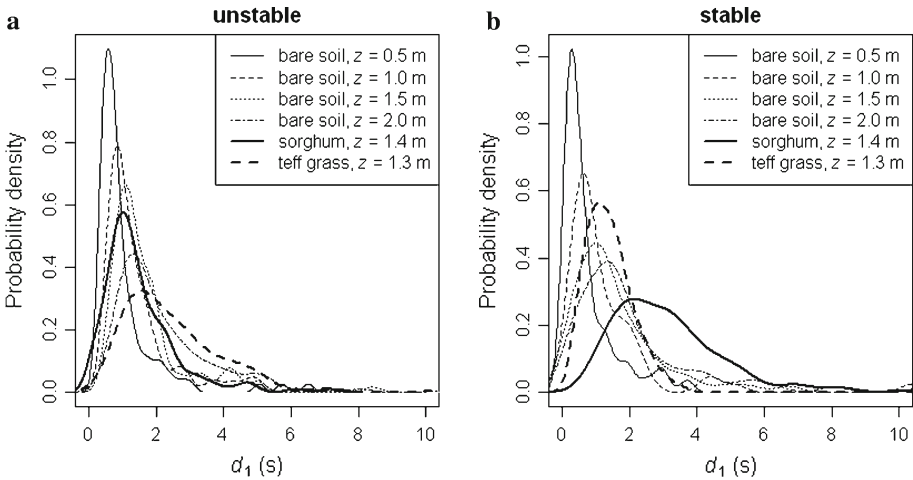 a
unstable
Probability density
0.0 0.2 0.4 0.6 0.8 1.0
bare soil, z = 0.5 m
bare soil, z = 1.0 m
bare soil, z = 1.5 m
bare soil, z = 2.0 m
sorghum, z = 1.4 m
teff grass, z = 1.3 m
0 2 4 6 8 10
d1 (s)
b
stable
Probability density
0.0 0.2 0.4 0.6 0.8 1.0
bare soil, z = 0.5 m
bare soil, z = 1.0 m
bare soil, z = 1.5 m
bare soil, z = 2.0 m
sorghum, z = 1.4 m
teff grass, z = 1.3 m
0 2 4 6 8 10
d1 (s)